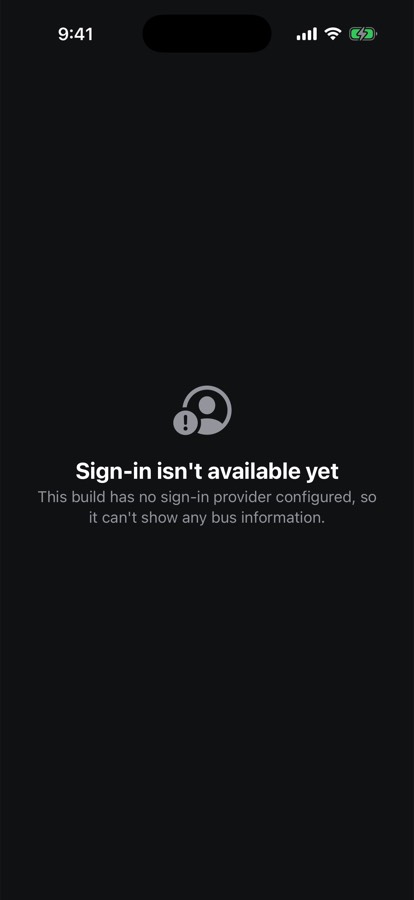 9:41
Sign-in isn't available yet
This build has no sign-in provider configured, so
it can't show any bus information.